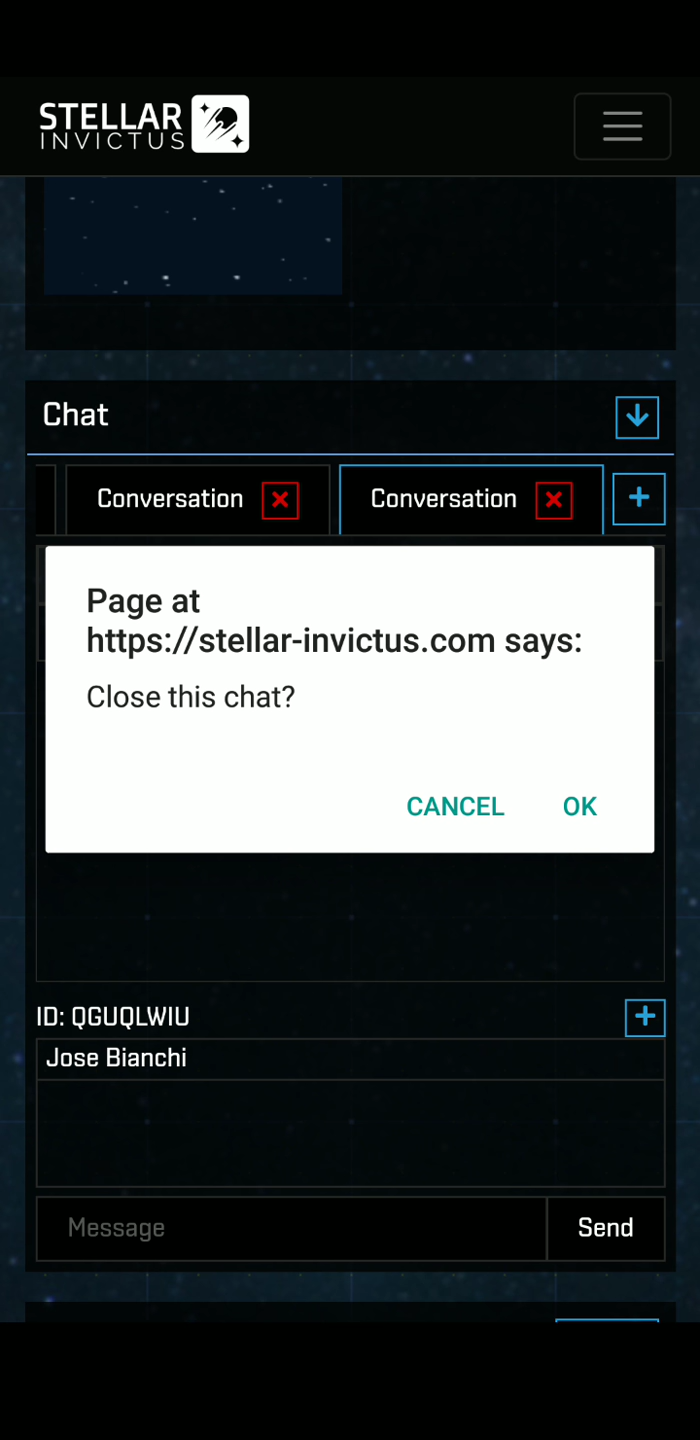 STELLAR
INVICTUS
Chat
Conversation
Conversation
Page at
https://stellar-invictus.com says:
Close this chat?
CANCEL OK
ID: QGUQLWIU
Jose Bianchi
Message
Send